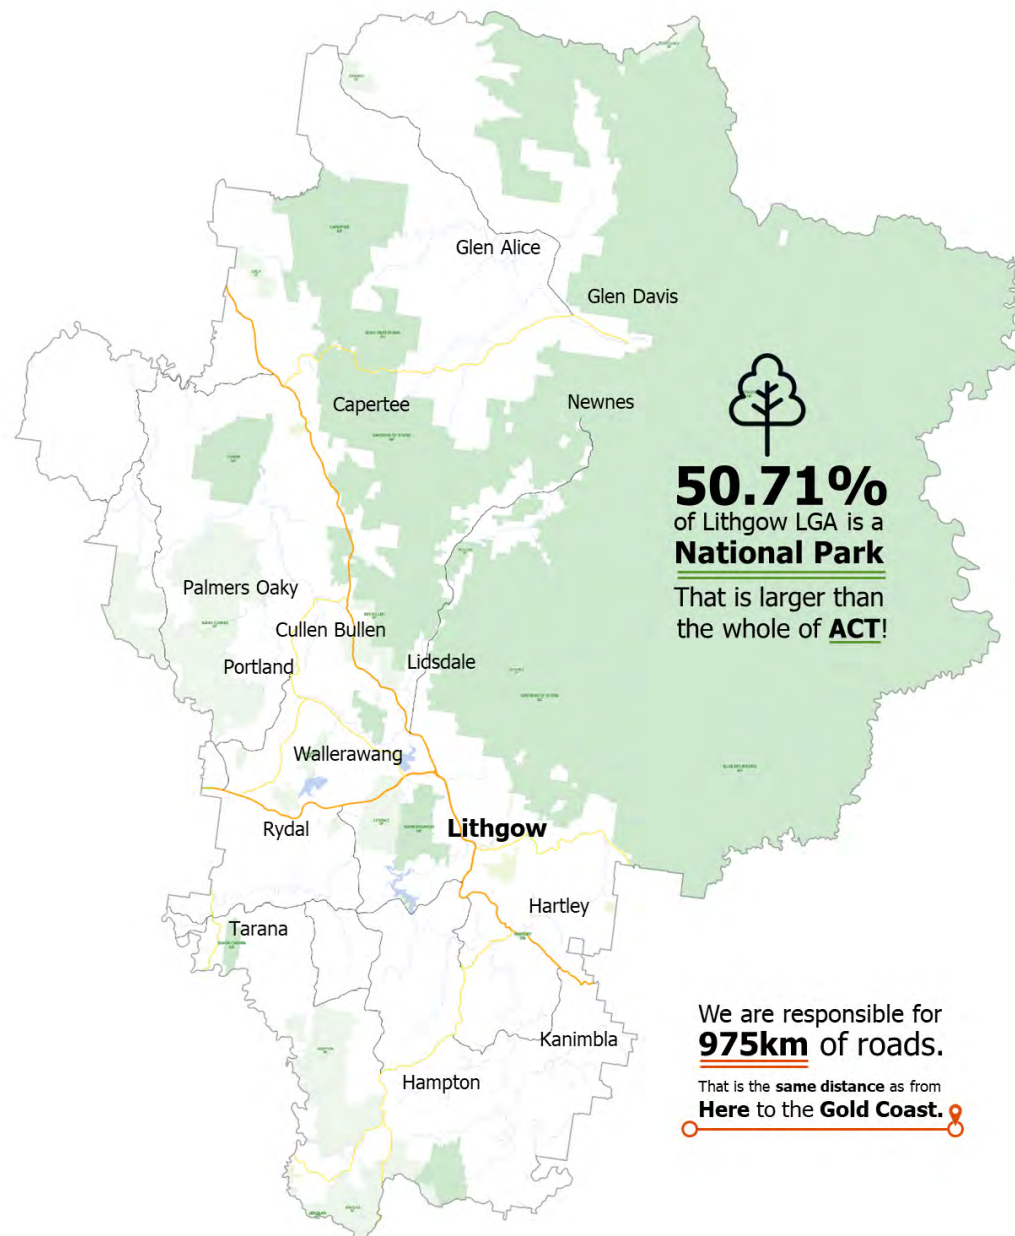 Glen Alice
Glen Davis
Capertee
Newnes
50.71%
of Lithgow LGA is a
National Park
That is larger than
the whole of ACT!
Palmers Oaky
Cullen Bullen
Portland
Lidsdale
Wallerawang
Lithgow
Rydal
Hartley
Tarana
Kanimbla
Hampton
We are responsible for
975km of roads.
That is the same distance as from
Here to the Gold Coast.